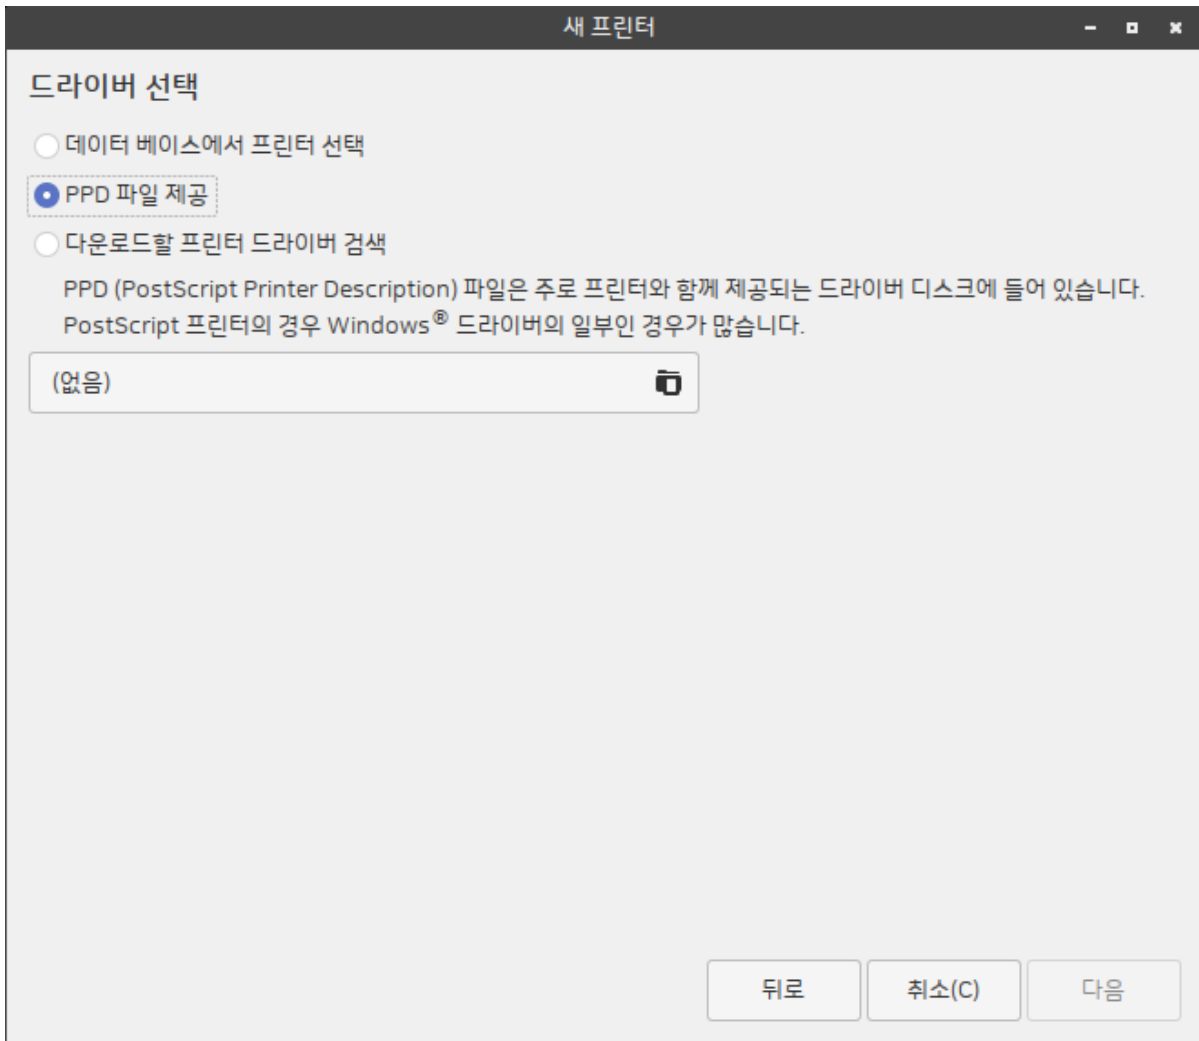 새 프린터
드라이버 선택
데이터 베이스에서 프린터 선택
PPD 파일 제공
다운로드할 프린터 드라이버 검색
PPD (PostScript Printer Description) 파일은 주로 프린터와 함께 제공되는 드라이버 디스크에 들어 있습니다.
PostScript 프린터의 경우 Windows® 드라이버의 일부인 경우가 많습니다.
(없음)
뒤로 취소(C) 다음